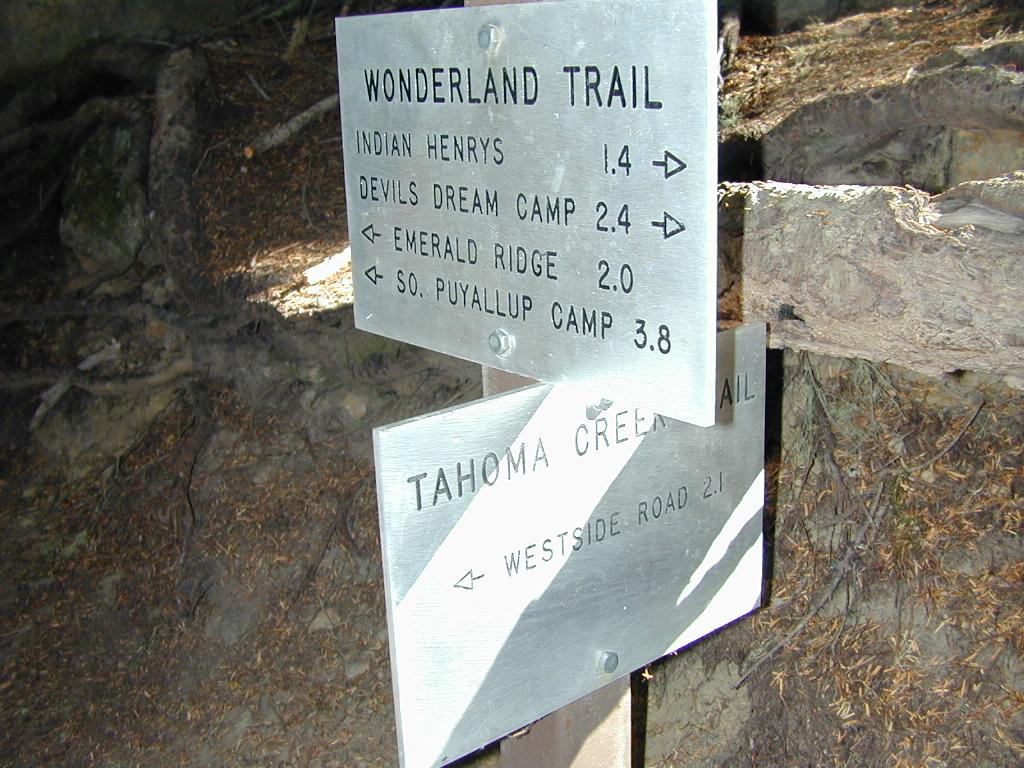 WONDERLAND TRAIL
INDIAN HENRYS 1.4 →
DEVILS DREAM CAMP 2.4 →
← EMERALD RIDGE 2.0
← SO. PUYALLUP CAMP 3.8
TAHOMA CREEK AIL
← WESTSIDE ROAD 2.1